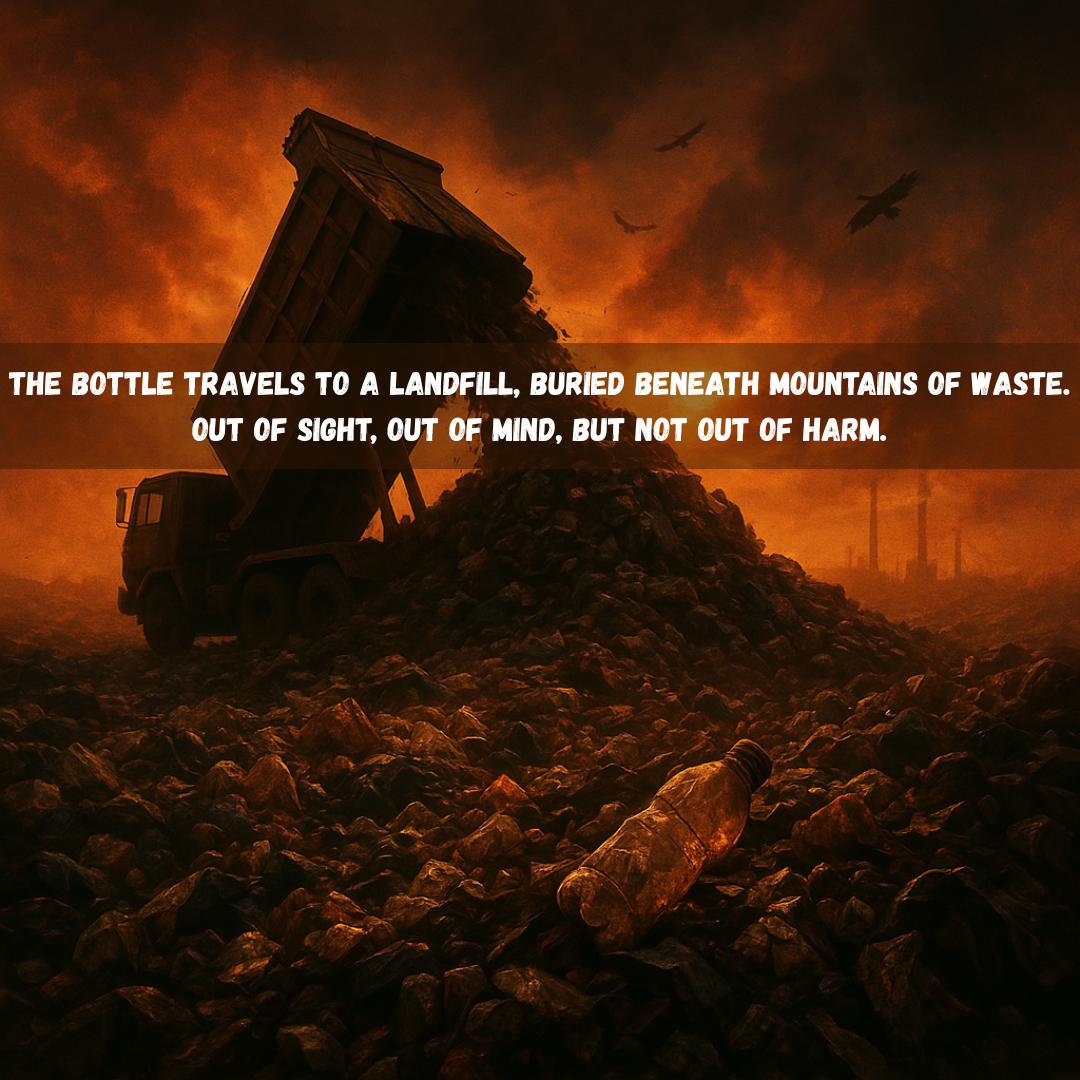 THE BOTTLE TRAVELS TO A LANDFILL, BURIED BENEATH MOUNTAINS OF WASTE.
OUT OF SIGHT, OUT OF MIND, BUT NOT OUT OF HARM.